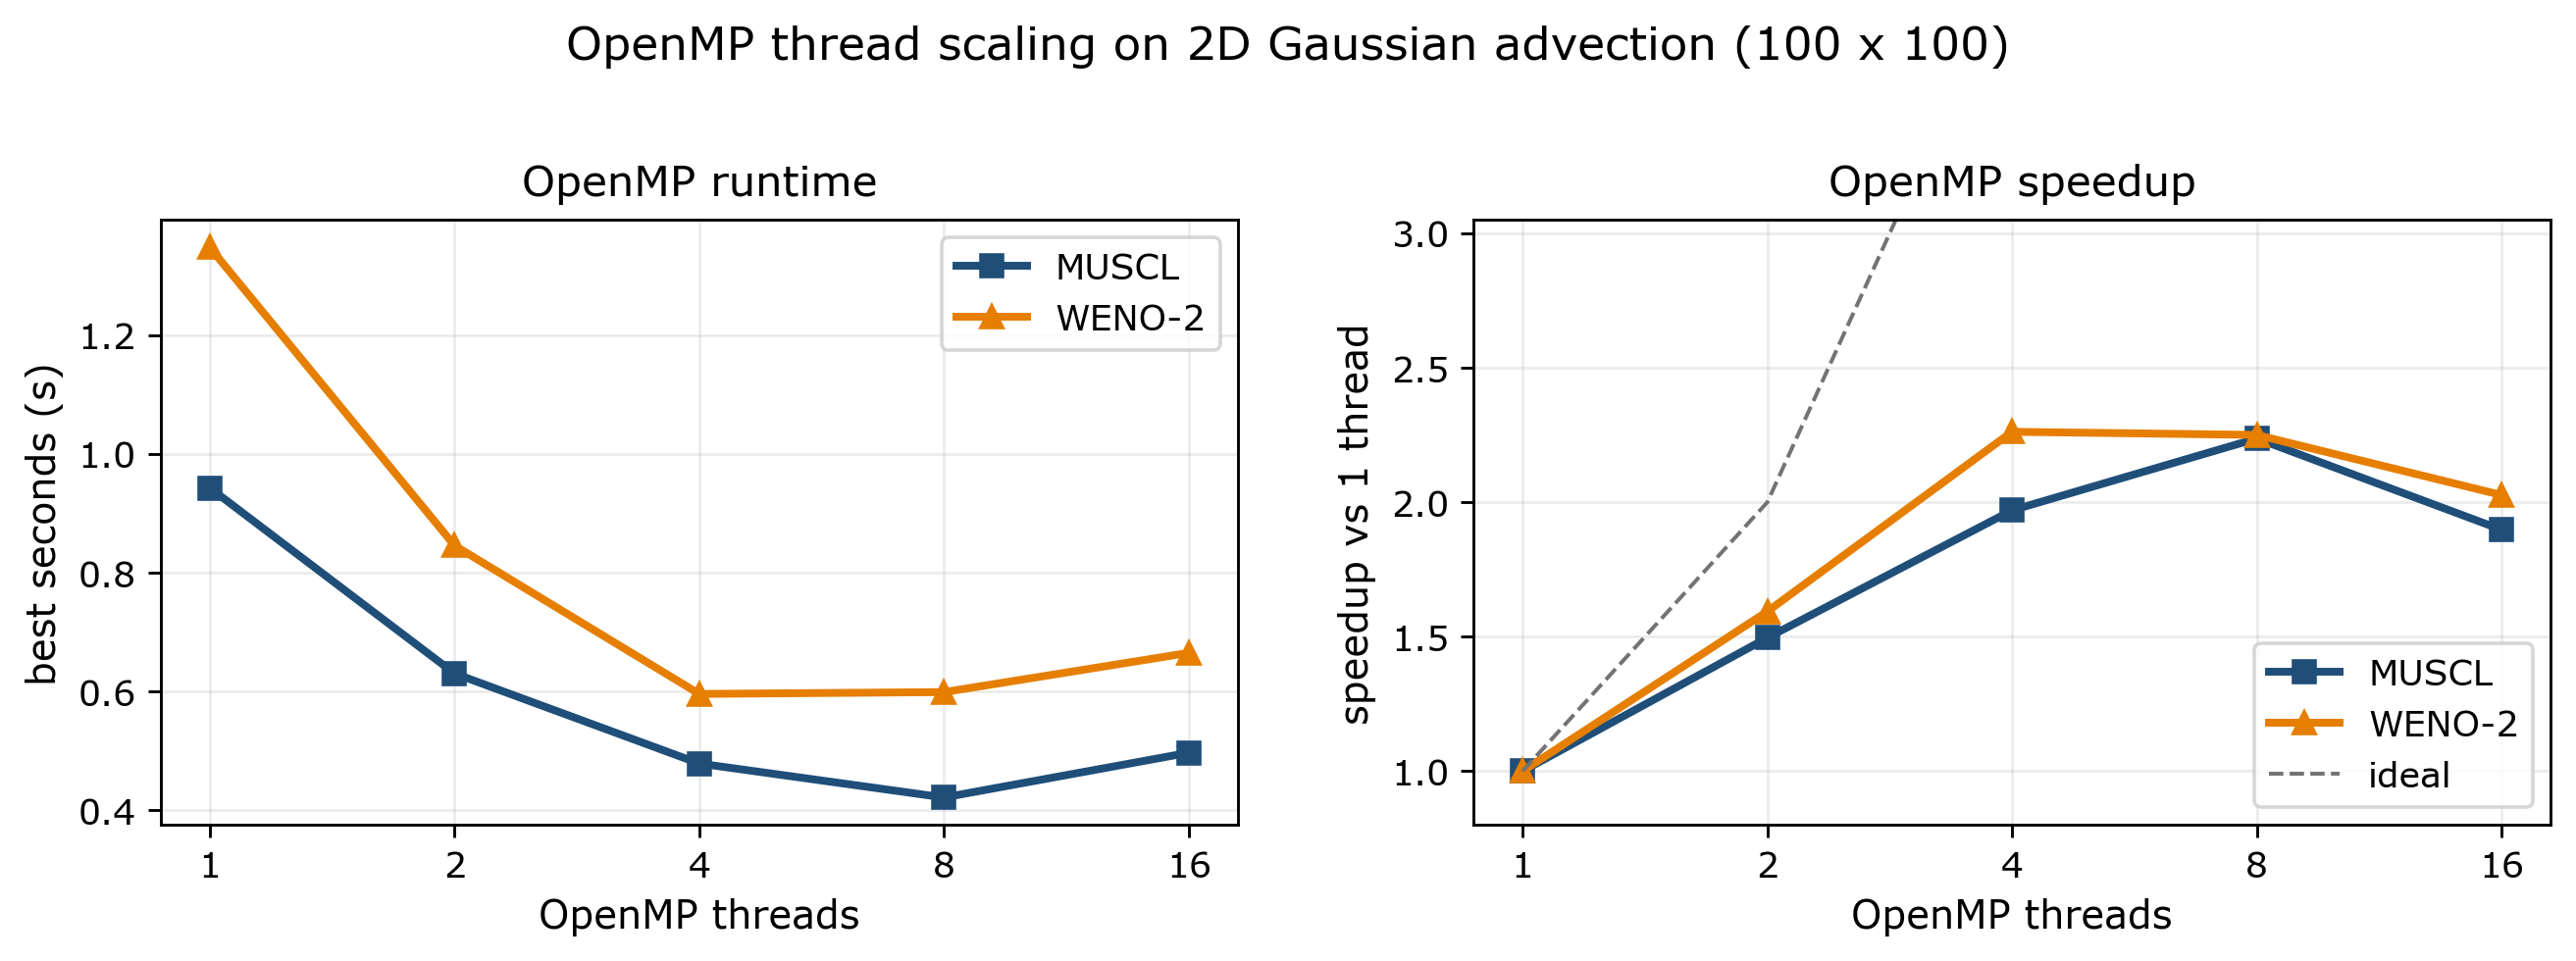 OpenMP thread scaling on 2D Gaussian advection (100 x 100)
OpenMP runtime
best seconds (s)
1.2
1.0
0.8
0.6
0.4
MUSCL
WENO-2
1 2 4 8 16
OpenMP threads
OpenMP speedup
speedup vs 1 thread
3.0
2.5
2.0
1.5
1.0
MUSCL
WENO-2
ideal
1 2 4 8 16
OpenMP threads